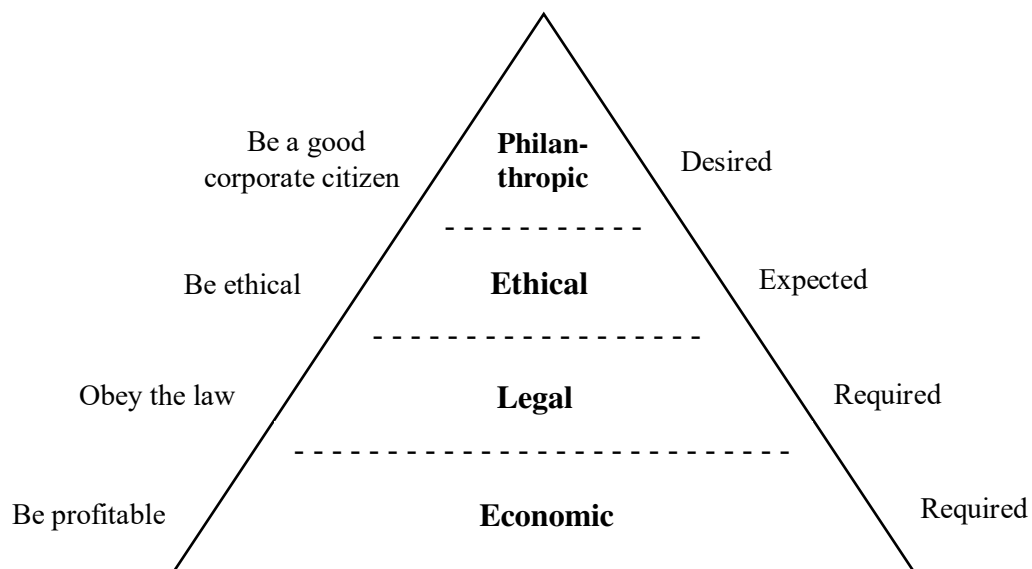 Be a good
corporate citizen
Philan-
thropic
Desired
Be ethical
Ethical
Expected
Obey the law
Legal
Required
Be profitable
Economic
Required